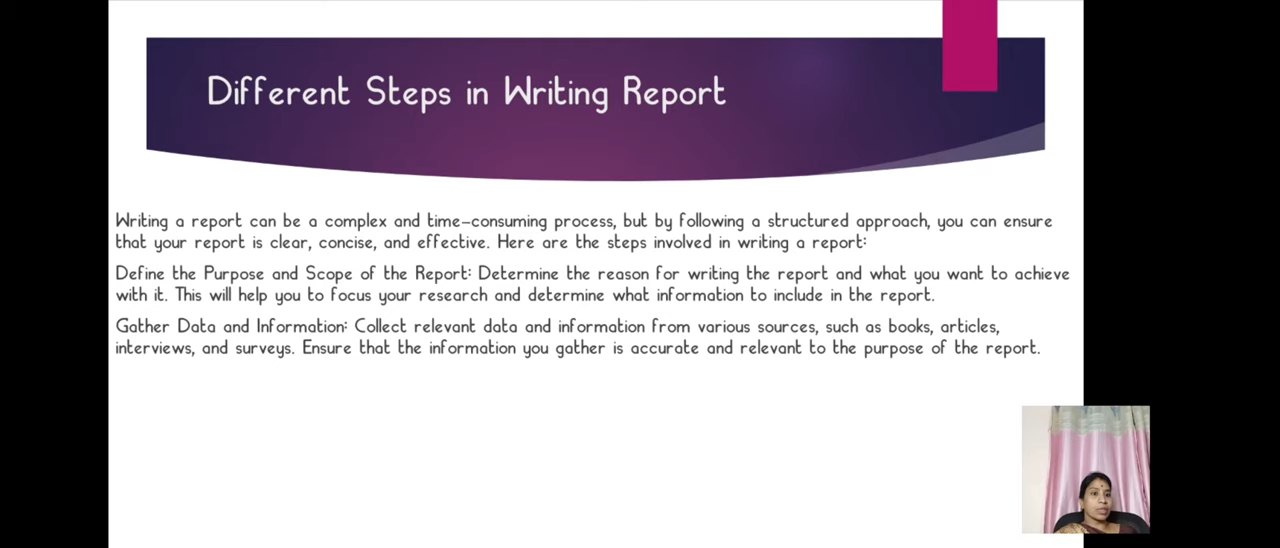 Different Steps in Writing Report
Writing a report can be a complex and time-consuming process, but by following a structured approach, you can ensure
that your report is clear, concise, and effective. Here are the steps involved in writing a report:
Define the Purpose and Scope of the Report: Determine the reason for writing the report and what you want to achieve
with it. This will help you to focus your research and determine what information to include in the report.
Gather Data and Information: Collect relevant data and information from various sources, such as books, articles,
interviews, and surveys. Ensure that the information you gather is accurate and relevant to the purpose of the report.